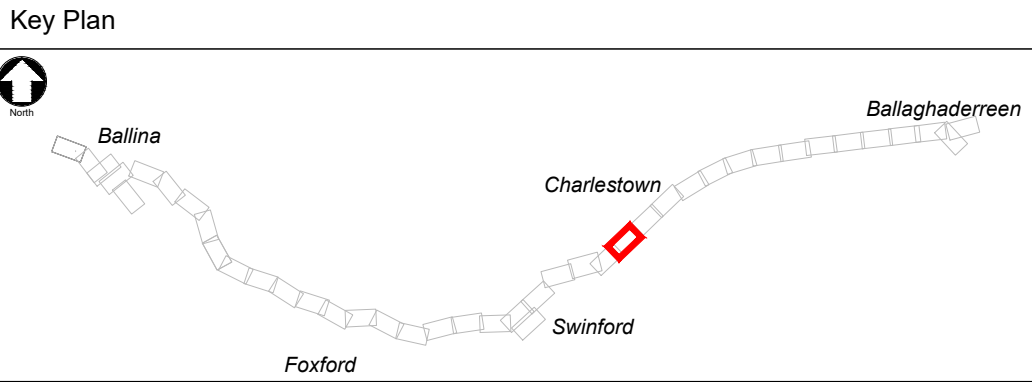 Key Plan
North
Ballina
Ballaghaderreen
Charlestown
Swinford
Foxford